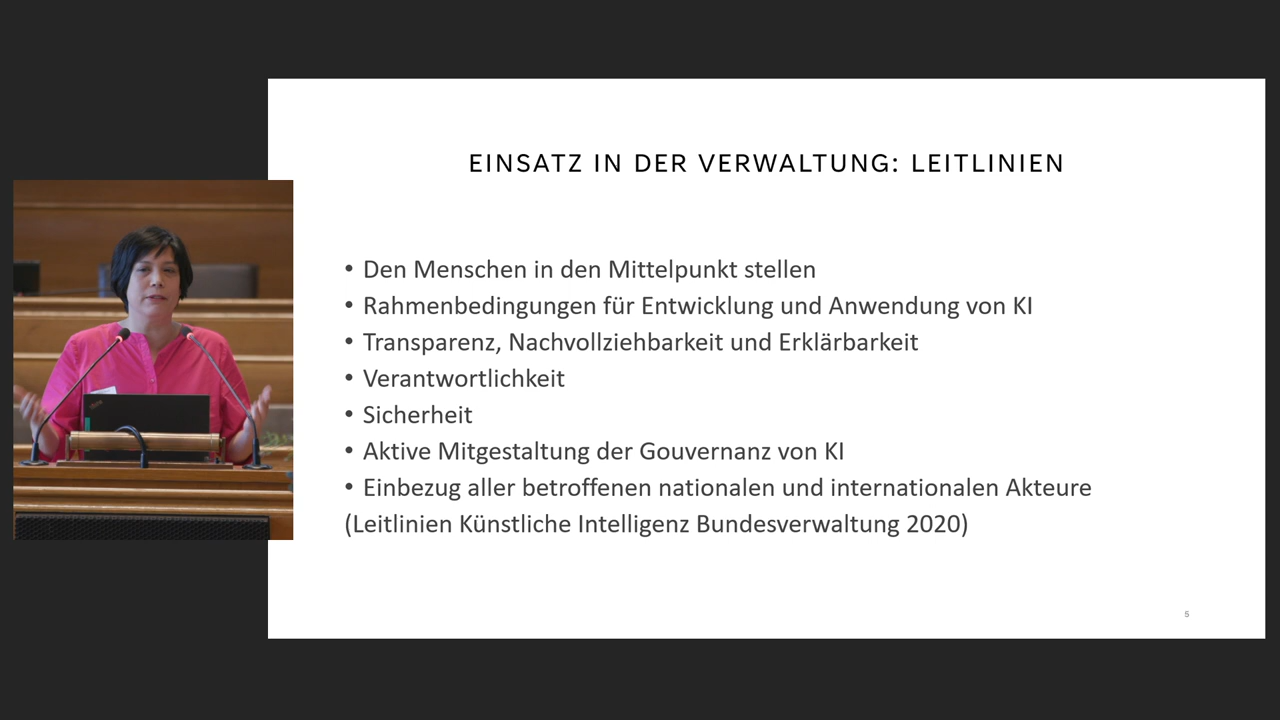 EINSATZ IN DER VERWALTUNG: LEITLINIEN
• Den Menschen in den Mittelpunkt stellen
• Rahmenbedingungen für Entwicklung und Anwendung von KI
• Transparenz, Nachvollziehbarkeit und Erklärbarkeit
• Verantwortlichkeit
• Sicherheit
• Aktive Mitgestaltung der Gouvernanz von KI
• Einbezug aller betroffenen nationalen und internationalen Akteure
(Leitlinien Künstliche Intelligenz Bundesverwaltung 2020)
5